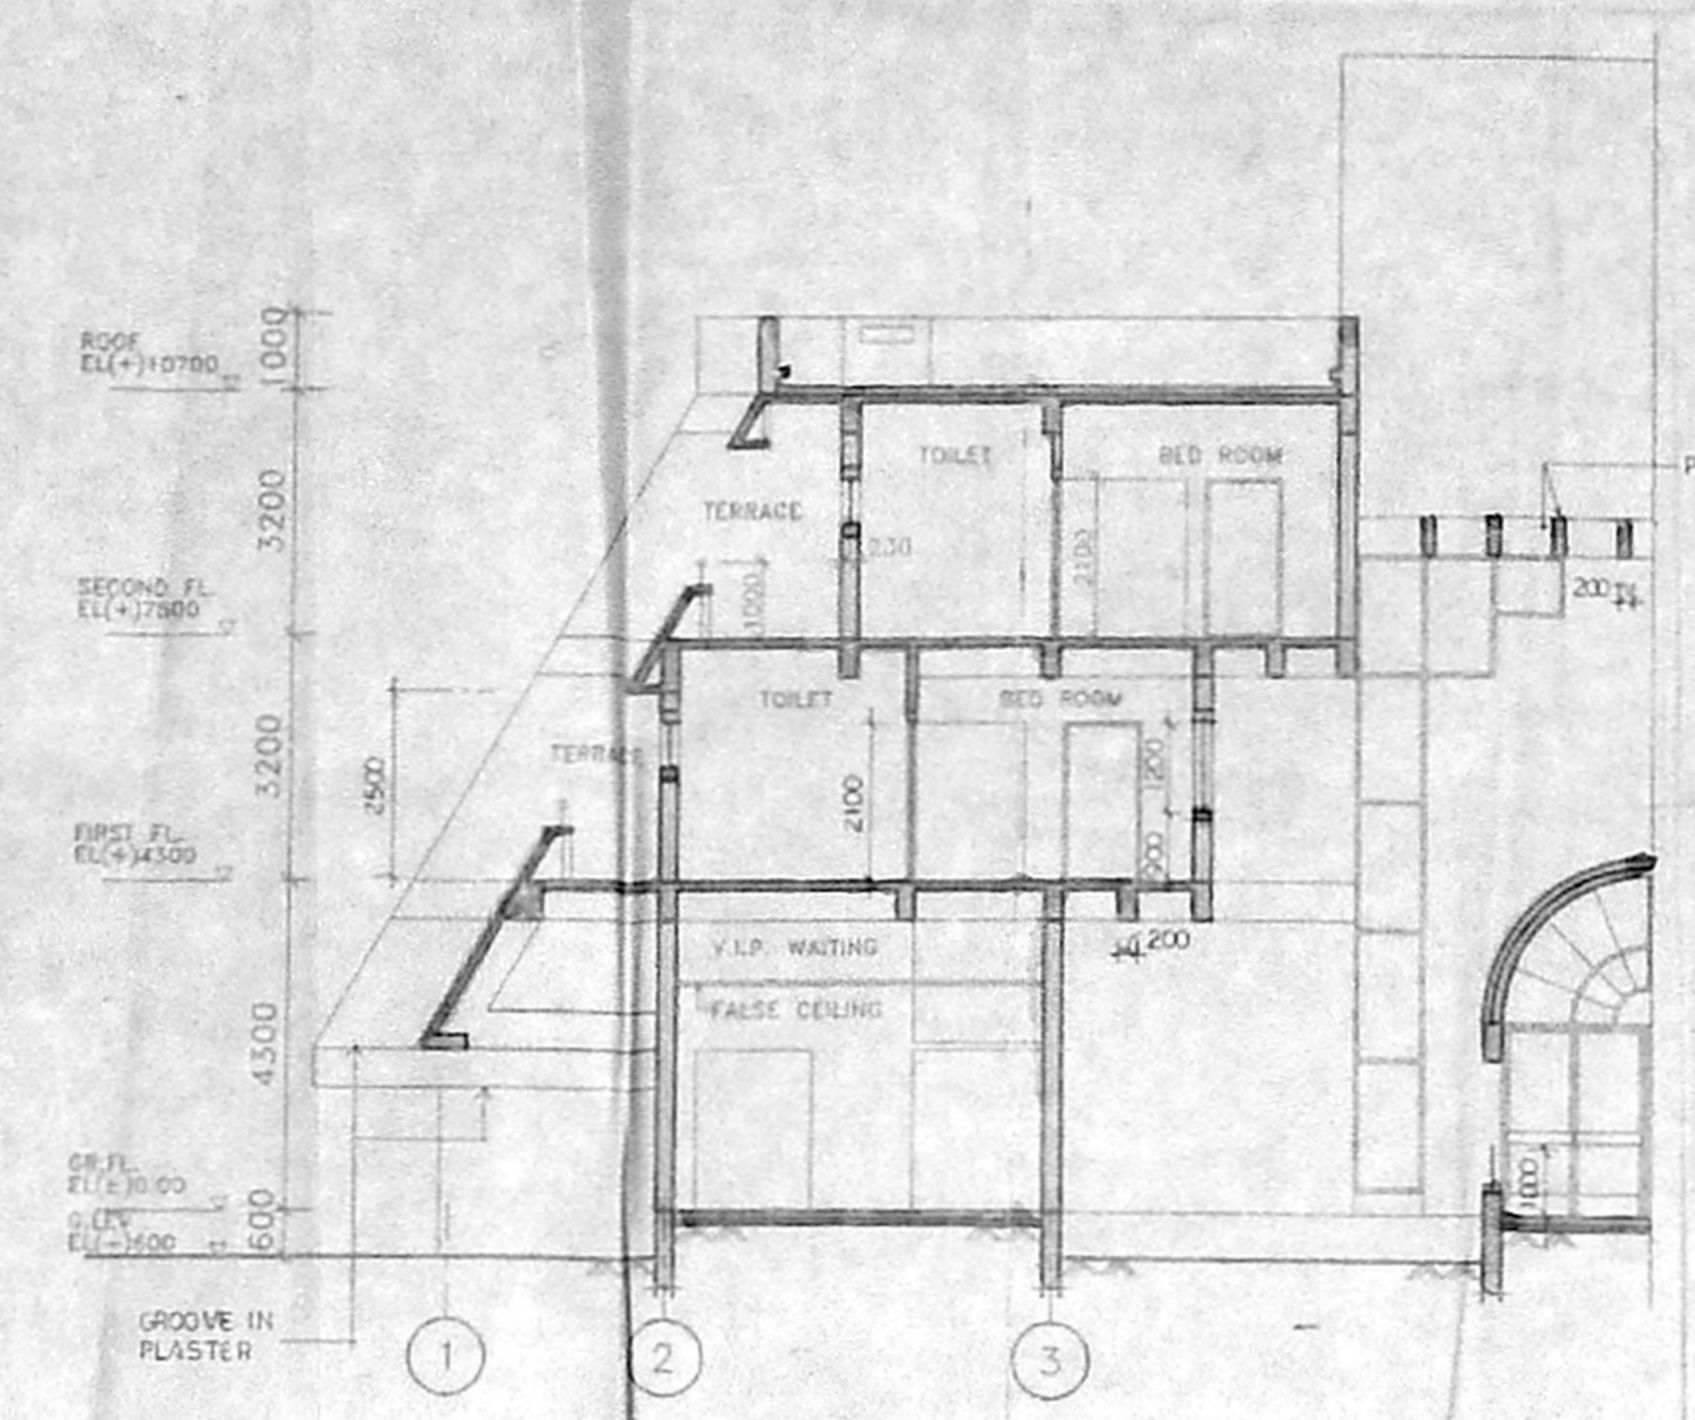 ROOF
EL(+)10700
1000
3200
TOILET
BED ROOM
TERRACE
230
2100
1000
P
200
SECOND FL.
EL(+)7500
3200
TOILET
BED ROOM
TERRACE
2500
2100
1200
900
FIRST FL.
EL(+)4300
V.I.P. WAITING
200
FALSE CEILING
4300
1000
GR.FL.
EL(±)0.00
G.LEV
EL(-)600
600
GROOVE IN
PLASTER
1
2
3